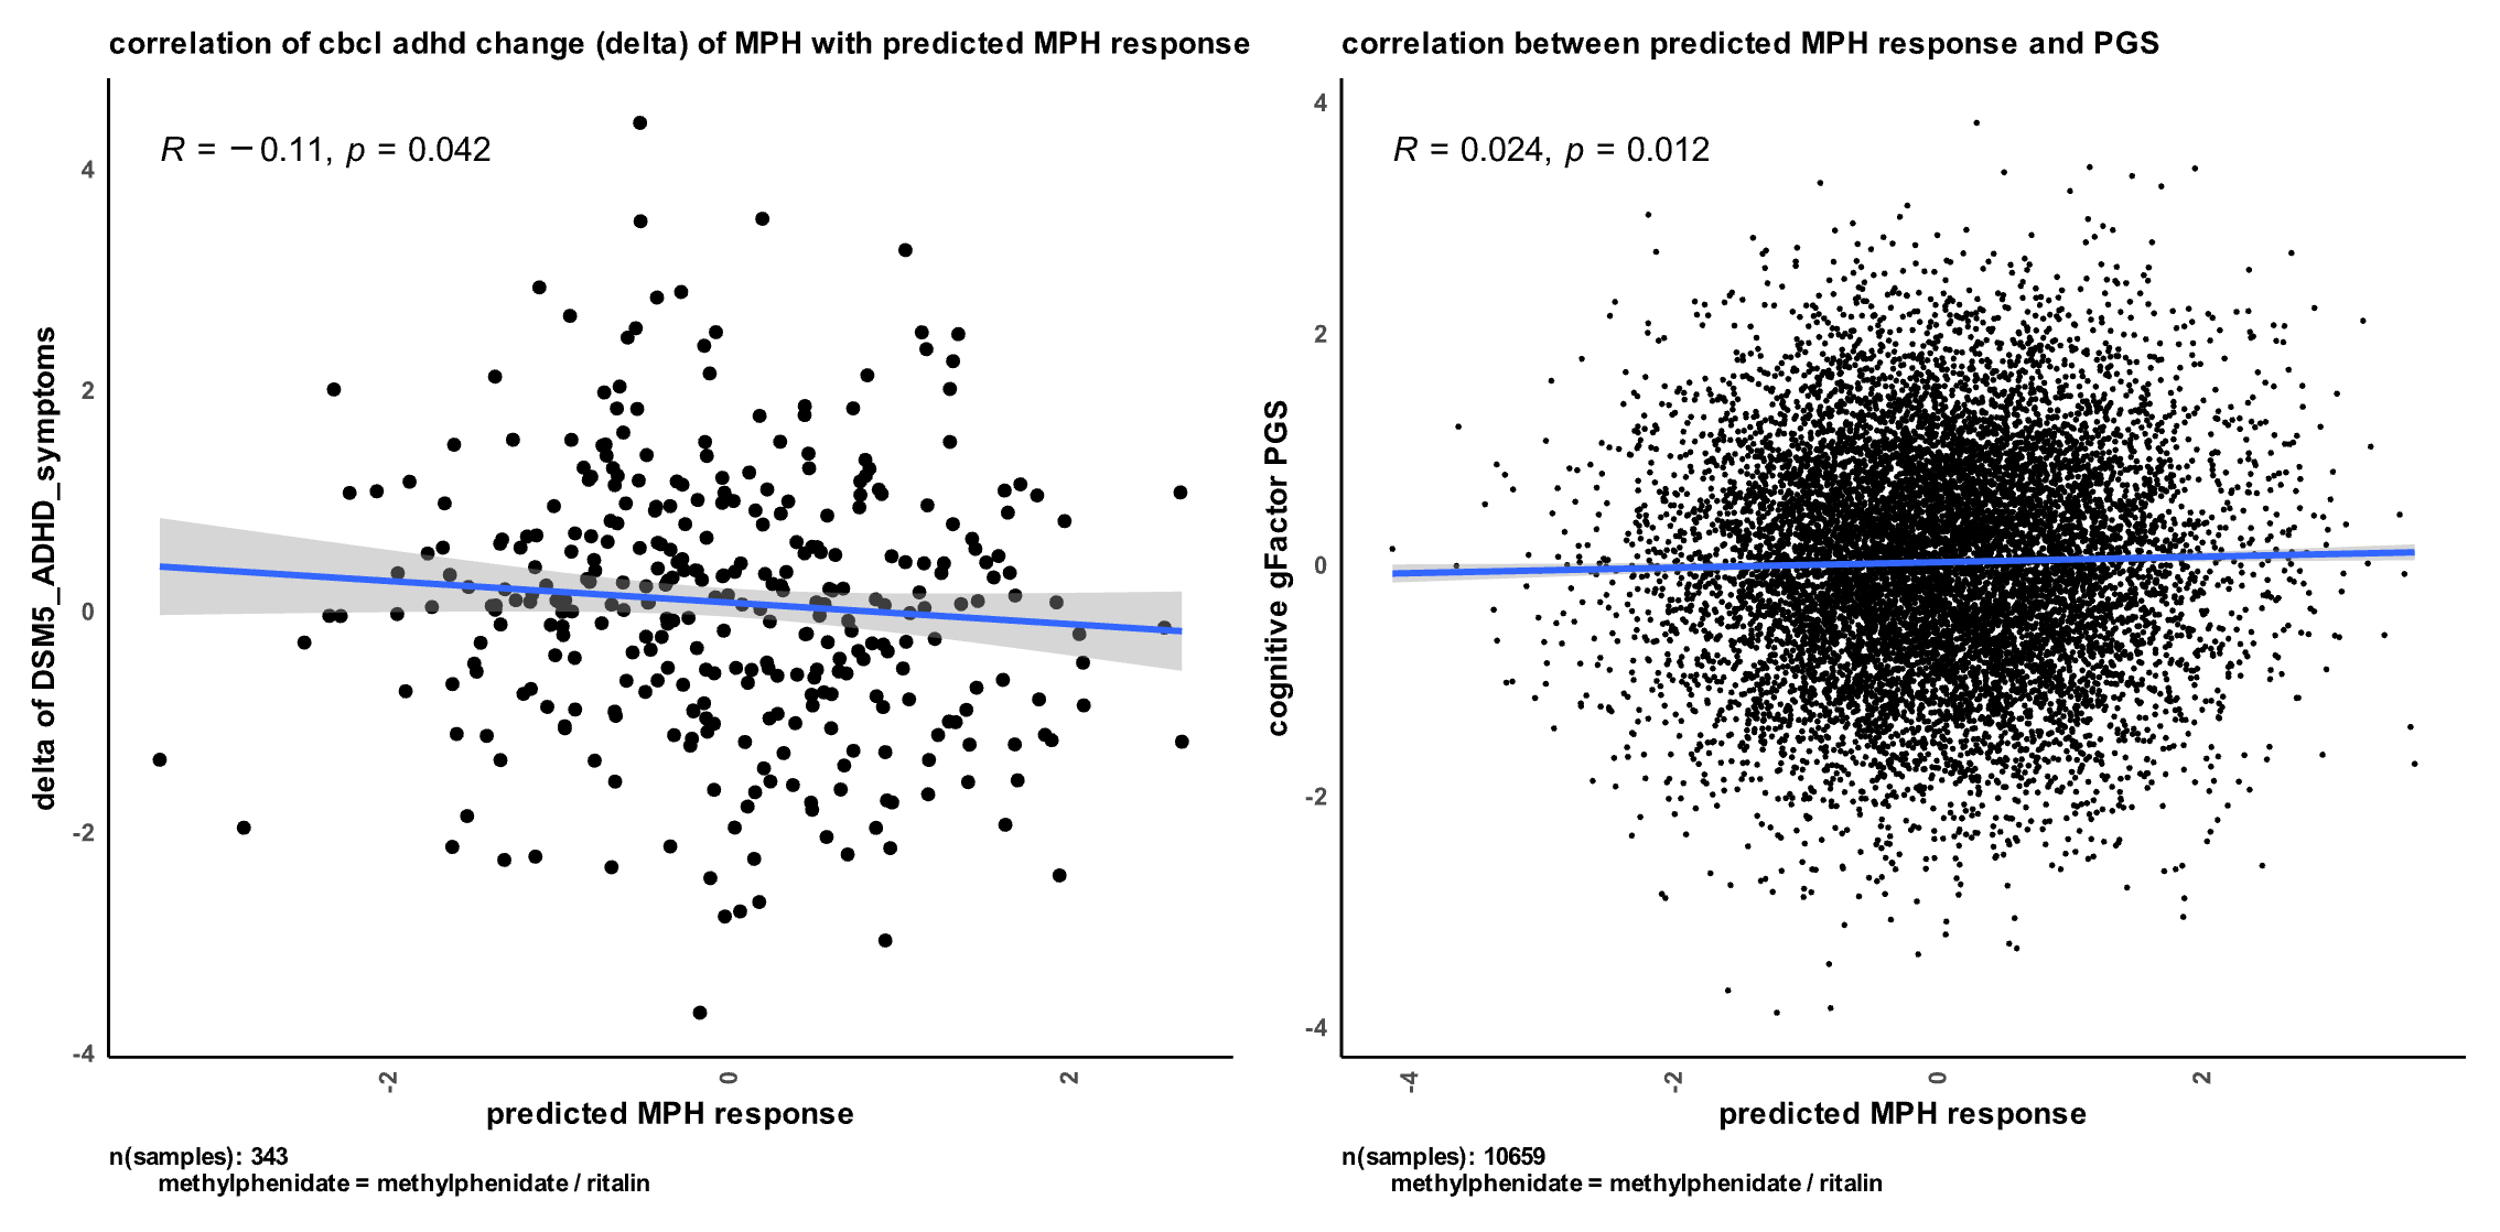 correlation of cbcl adhd change (delta) of MPH with predicted MPH response
R = −0.11, p = 0.042
delta of DSM5_ADHD_symptoms
4
2
0
-2
-4
-2
0
2
predicted MPH response
n(samples): 343
methylphenidate = methylphenidate / ritalin
correlation between predicted MPH response and PGS
R = 0.024, p = 0.012
cognitive gFactor PGS
4
2
0
-2
-4
-4
-2
0
2
predicted MPH response
n(samples): 10659
methylphenidate = methylphenidate / ritalin